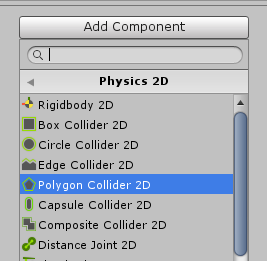 Add Component
Physics 2D
Rigidbody 2D
Box Collider 2D
Circle Collider 2D
Edge Collider 2D
Polygon Collider 2D
Capsule Collider 2D
Composite Collider 2D
Distance Joint 2D